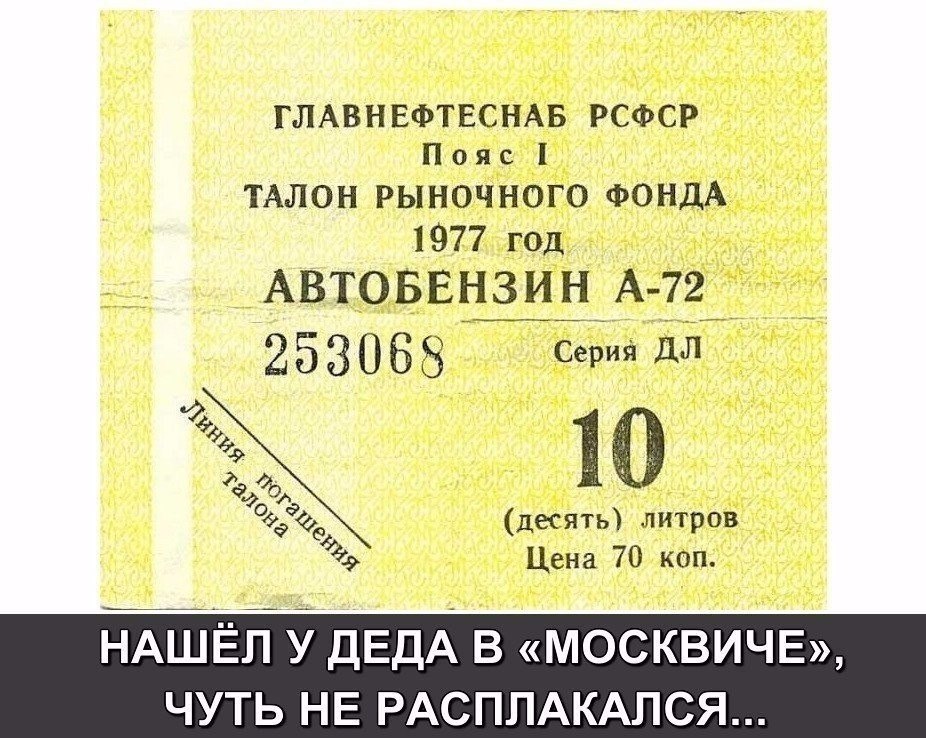 ГЛАВНЕФТЕСНАБ РСФСР
Пояс I
ТАЛОН РЫНОЧНОГО ФОНДА
1977 год
АВТОБЕНЗИН А-72
253068 Серия ДЛ
Линия погашения
талона
10
(десять) литров
Цена 70 коп.
НАШЁЛ У ДЕДА В «МОСКВИЧЕ»,
ЧУТЬ НЕ РАСПЛАКАЛСЯ...